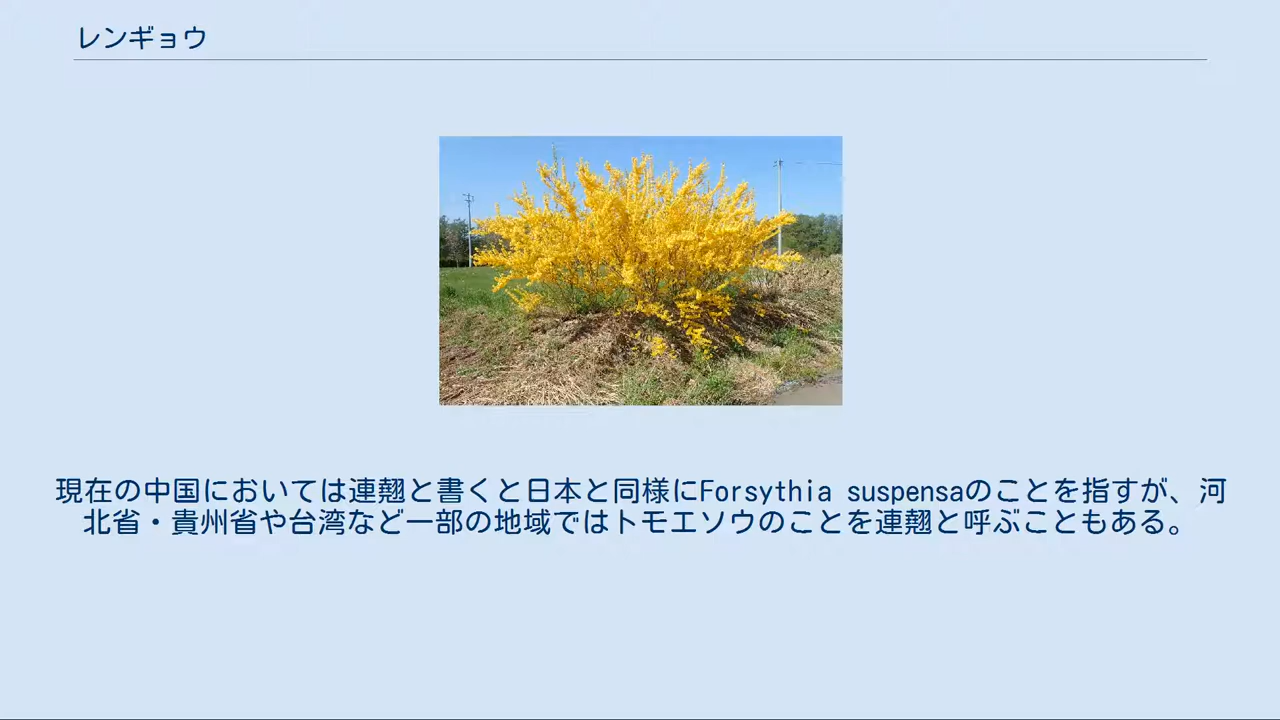 レンギョウ
現在の中国においては連翹と書くと日本と同様にForsythia suspensaのことを指すが、河
北省・貴州省や台湾など一部の地域ではトモエソウのことを連翹と呼ぶこともある。